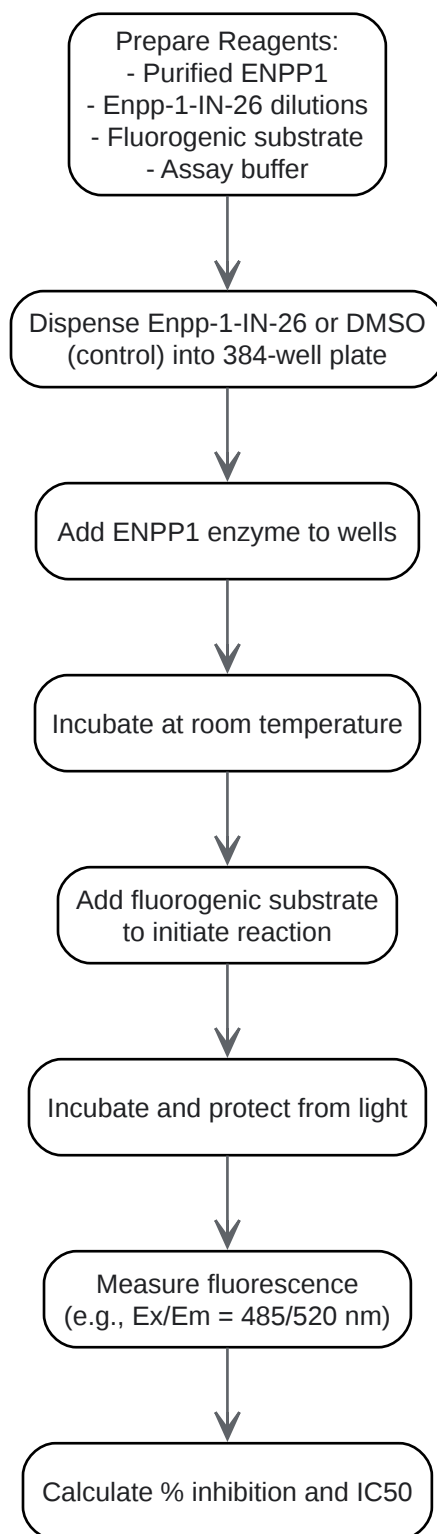 Prepare Reagents:
- Purified ENPP1
- Enpp-1-IN-26 dilutions
- Fluorogenic substrate
- Assay buffer
Dispense Enpp-1-IN-26 or DMSO
(control) into 384-well plate
Add ENPP1 enzyme to wells
Incubate at room temperature
Add fluorogenic substrate
to initiate reaction
Incubate and protect from light
Measure fluorescence
(e.g., Ex/Em = 485/520 nm)
Calculate % inhibition and IC50